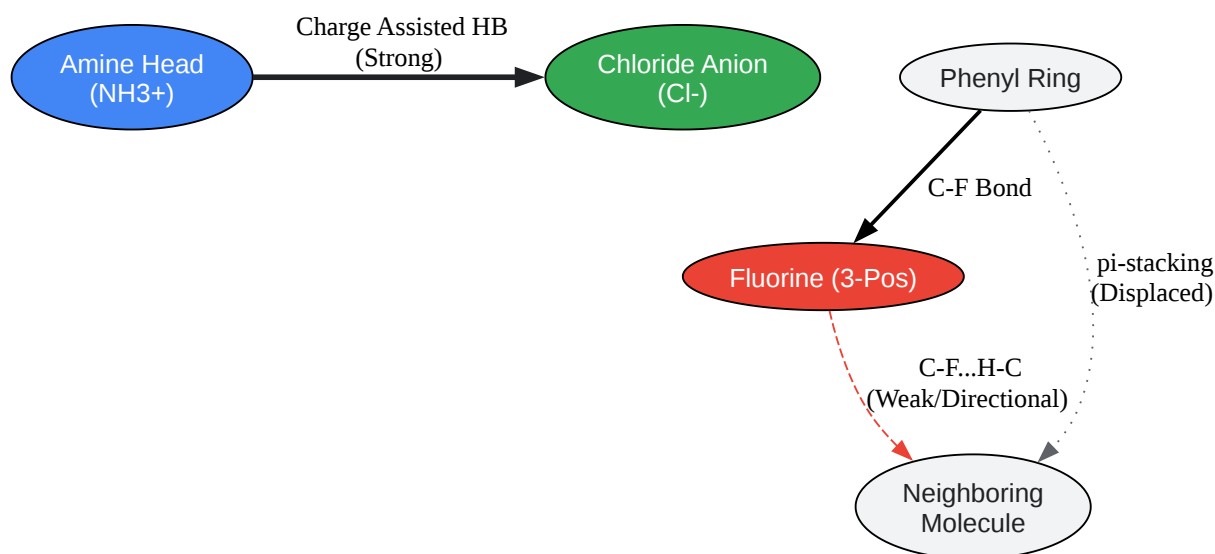 Charge Assisted HB
(Strong)
Amine Head
(NH3+)
Chloride Anion
(Cl-)
Phenyl Ring
C-F Bond
Fluorine (3-Pos)
pi-stacking
(Displaced)
C-F...H-C
(Weak/Directional)
Neighboring
Molecule